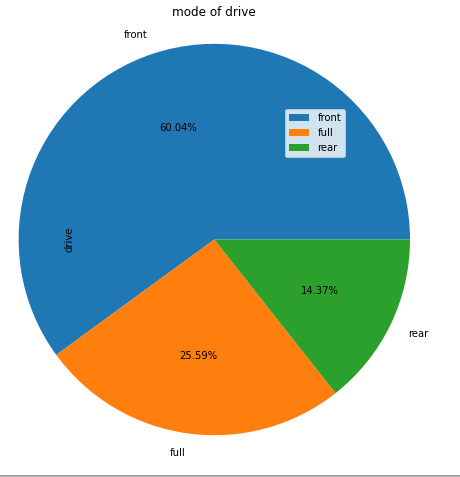 mode of drive
front
60.04%
front
full
rear
drive
14.37%
rear
25.59%
full